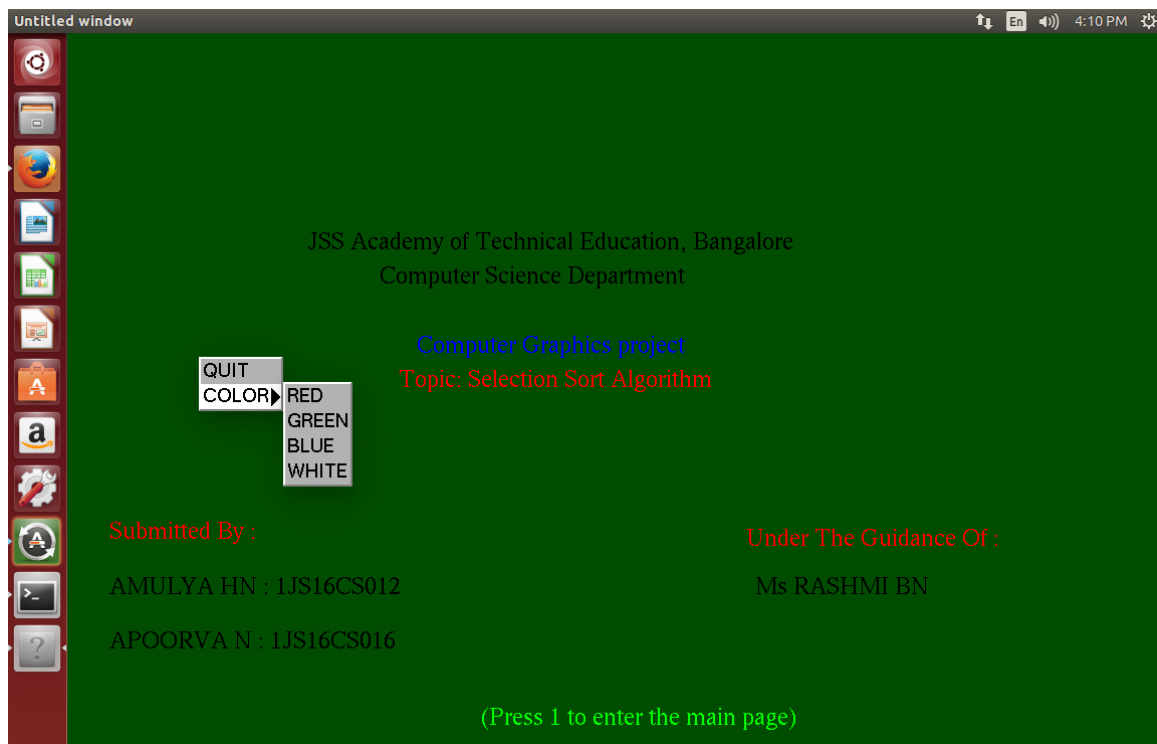 Untitled window
En
4:10 PM
JSS Academy of Technical Education, Bangalore
Computer Science Department
Computer Graphics project
Topic: Selection Sort Algorithm
QUIT
COLOR
RED
GREEN
BLUE
WHITE
Submitted By :
Under The Guidance Of :
AMULYA HN : 1JS16CS012
Ms RASHMI BN
APOORVA N : 1JS16CS016
(Press 1 to enter the main page)